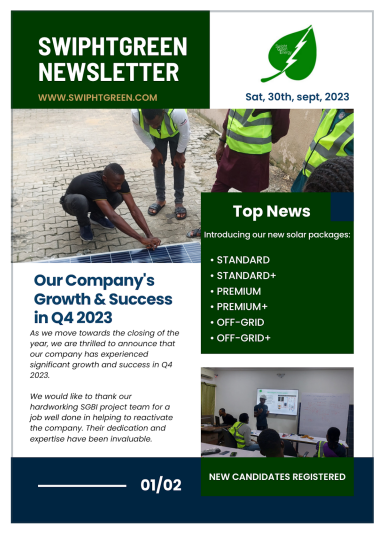 SWIPHTGREEN
NEWSLETTER
WWW.SWIPHTGREEN.COM
Sat, 30th, sept, 2023
Top News
Introducing our new solar packages:
• STANDARD
• STANDARD+
• PREMIUM
• PREMIUM+
• OFF-GRID
• OFF-GRID+
Our Company's
Growth & Success
in Q4 2023
As we move towards the closing of the
year, we are thrilled to announce that
our company has experienced
significant growth and success in Q4
2023.
We would like to thank our
hardworking SGBI project team for a
job well done in helping to reactivate
the company. Their dedication and
expertise have been invaluable.
NEW CANDIDATES REGISTERED
01/02